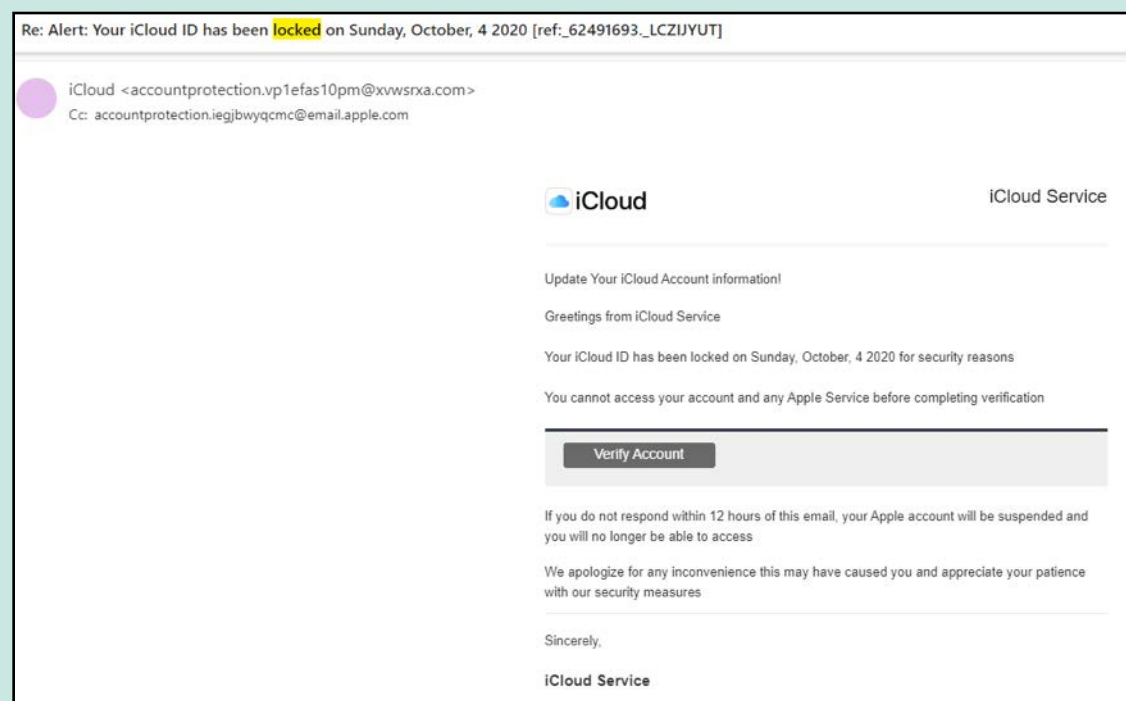 Re: Alert: Your iCloud ID has been locked on Sunday, October, 4 2020 [ref:_62491693._LCZIJYUT]
iCloud <accountprotection.vp1efas10pm@xvwsrxa.com>
Cc: accountprotection.iegjbwyqcmc@email.apple.com
iCloud
iCloud Service
Update Your iCloud Account information!
Greetings from iCloud Service
Your iCloud ID has been locked on Sunday, October, 4 2020 for security reasons
You cannot access your account and any Apple Service before completing verification
Verify Account
If you do not respond within 12 hours of this email, your Apple account will be suspended and
you will no longer be able to access
We apologize for any inconvenience this may have caused you and appreciate your patience
with our security measures
Sincerely,
iCloud Service